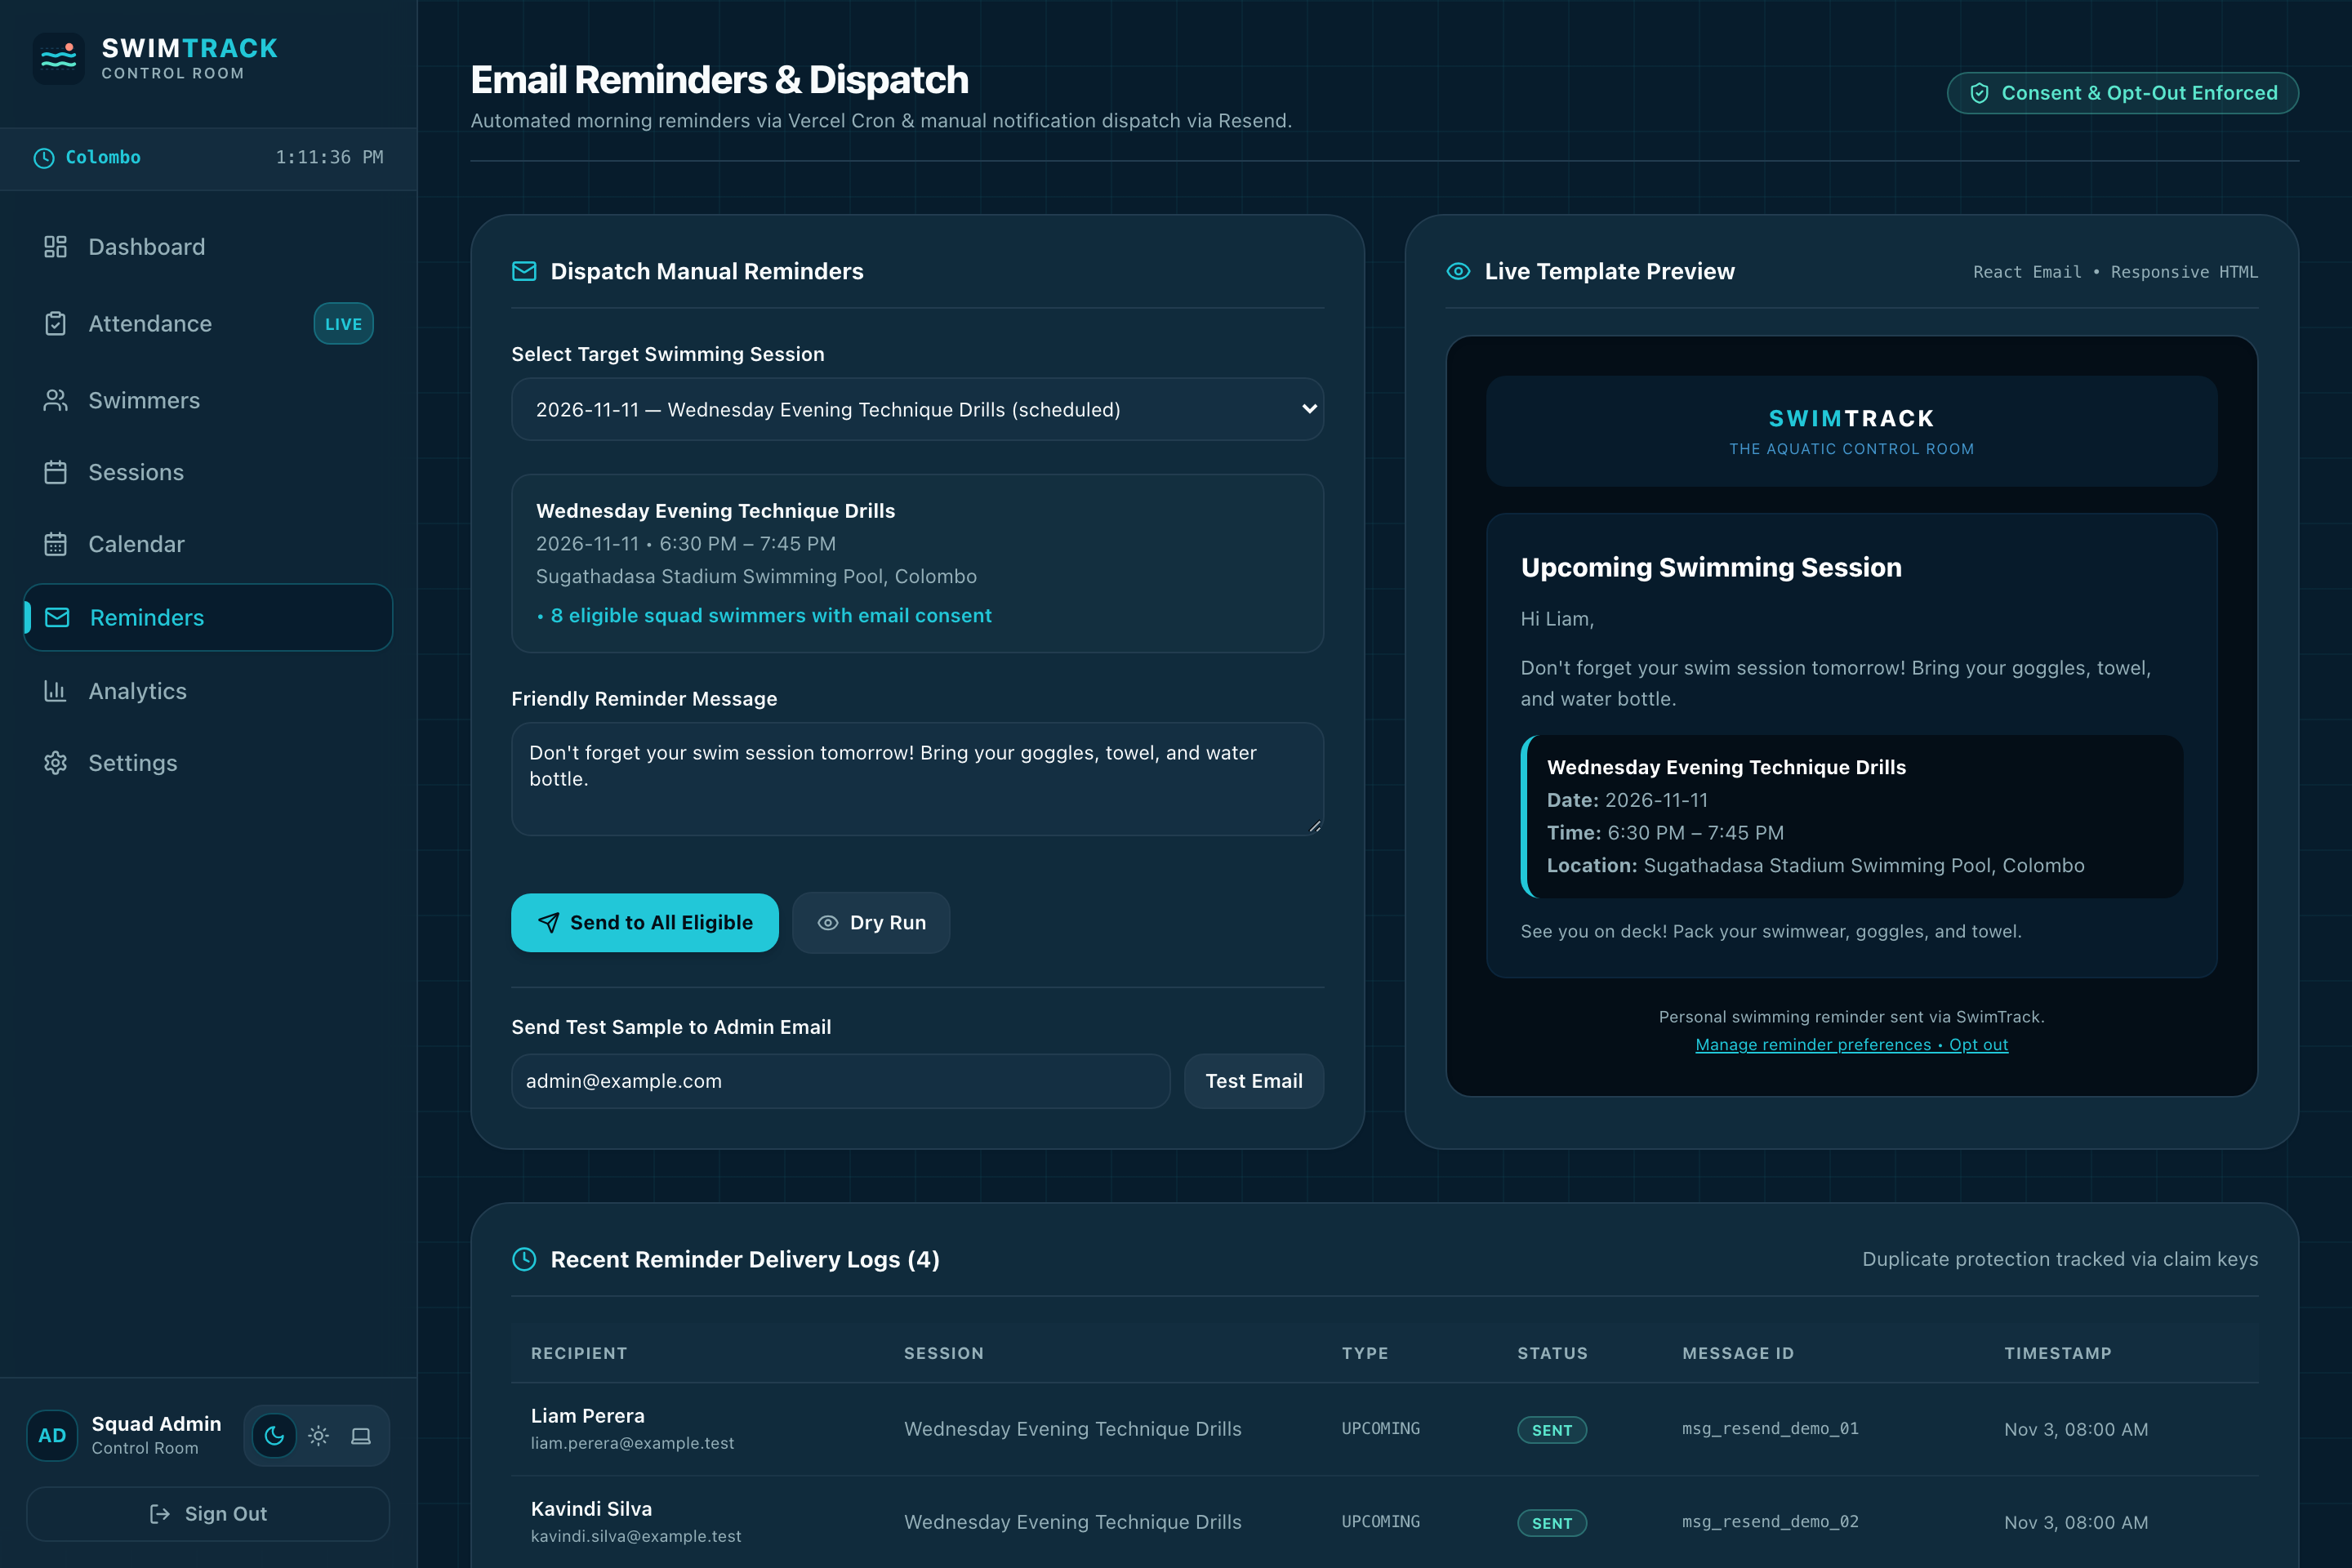 SWIMTRACK
CONTROL ROOM
Colombo
1:11:36 PM
Dashboard
Attendance
LIVE
Swimmers
Sessions
Calendar
Reminders
Analytics
Settings
AD
Squad Admin
Control Room
Sign Out
Email Reminders & Dispatch
Automated morning reminders via Vercel Cron & manual notification dispatch via Resend.
Consent & Opt-Out Enforced
Dispatch Manual Reminders
Select Target Swimming Session
2026-11-11 — Wednesday Evening Technique Drills (scheduled)
Wednesday Evening Technique Drills
2026-11-11 • 6:30 PM – 7:45 PM
Sugathadasa Stadium Swimming Pool, Colombo
• 8 eligible squad swimmers with email consent
Friendly Reminder Message
Don't forget your swim session tomorrow! Bring your goggles, towel, and water
bottle.
Send to All Eligible
Dry Run
Send Test Sample to Admin Email
admin@example.com
Test Email
Live Template Preview
React Email • Responsive HTML
SWIMTRACK
THE AQUATIC CONTROL ROOM
Upcoming Swimming Session
Hi Liam,
Don't forget your swim session tomorrow! Bring your goggles, towel,
and water bottle.
Wednesday Evening Technique Drills
Date: 2026-11-11
Time: 6:30 PM – 7:45 PM
Location: Sugathadasa Stadium Swimming Pool, Colombo
See you on deck! Pack your swimwear, goggles, and towel.
Personal swimming reminder sent via SwimTrack.
Manage reminder preferences • Opt out
Recent Reminder Delivery Logs (4)
Duplicate protection tracked via claim keys
RECIPIENT SESSION TYPE STATUS MESSAGE ID TIMESTAMP
Liam Perera
liam.perera@example.test
Wednesday Evening Technique Drills UPCOMING SENT msg_resend_demo_01 Nov 3, 08:00 AM
Kavindi Silva
kavindi.silva@example.test
Wednesday Evening Technique Drills UPCOMING SENT msg_resend_demo_02 Nov 3, 08:00 AM